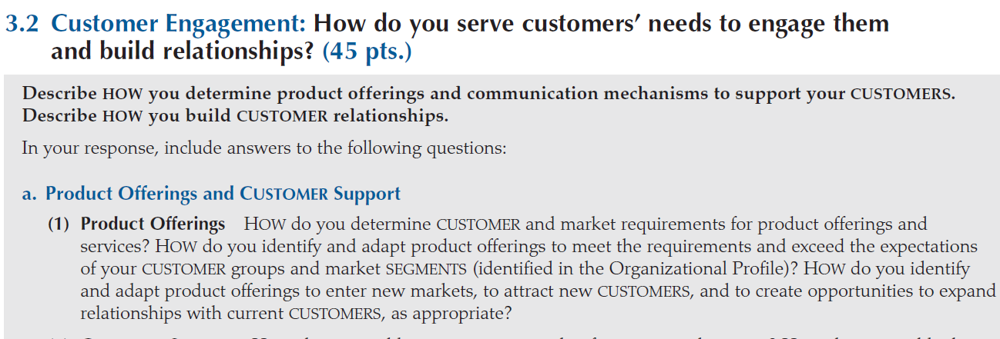 3.2 Customer Engagement: How do you serve customers’ needs to engage them
and build relationships? (45 pts.)
Describe HOW you determine product offerings and communication mechanisms to support your CUSTOMERS.
Describe HOW you build CUSTOMER relationships.
In your response, include answers to the following questions:
a. Product Offerings and CUSTOMER Support
(1) Product Offerings HOW do you determine CUSTOMER and market requirements for product offerings and
services? HOW do you identify and adapt product offerings to meet the requirements and exceed the expectations
of your CUSTOMER groups and market SEGMENTS (identified in the Organizational Profile)? HOW do you identify
and adapt product offerings to enter new markets, to attract new CUSTOMERS, and to create opportunities to expand
relationships with current CUSTOMERS, as appropriate?